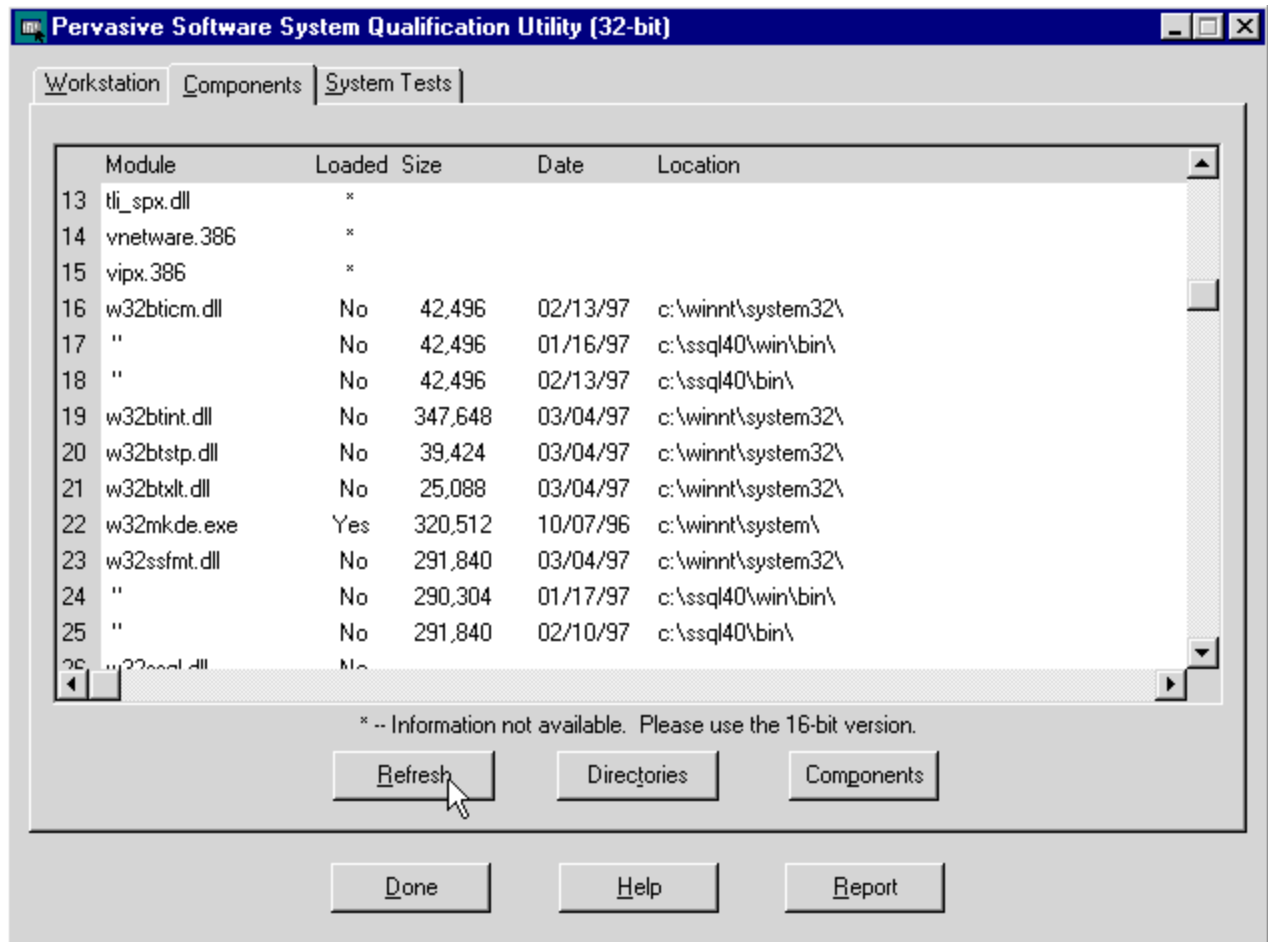 Pervasive Software System Qualification Utility (32-bit)
Workstation Components System Tests
Module Loaded Size Date Location
13 tli_spx.dll *
14 vnetware.386 *
15 vipx.386 *
16 w32bticm.dll No 42,496 02/13/97 c:\winnt\system32\
17 " No 42,496 01/16/97 c:\ssql40\win\bin\
18 " No 42,496 02/13/97 c:\ssql40\bin\
19 w32btint.dll No 347,648 03/04/97 c:\winnt\system32\
20 w32btstp.dll No 39,424 03/04/97 c:\winnt\system32\
21 w32btxlt.dll No 25,088 03/04/97 c:\winnt\system32\
22 w32mkde.exe Yes 320,512 10/07/96 c:\winnt\system\
23 w32ssfmt.dll No 291,840 03/04/97 c:\winnt\system32\
24 " No 290,304 01/17/97 c:\ssql40\win\bin\
25 " No 291,840 02/10/97 c:\ssql40\bin\
26 w32ssql.dll No
* -- Information not available. Please use the 16-bit version.
Refresh Directories Components
Done Help Report